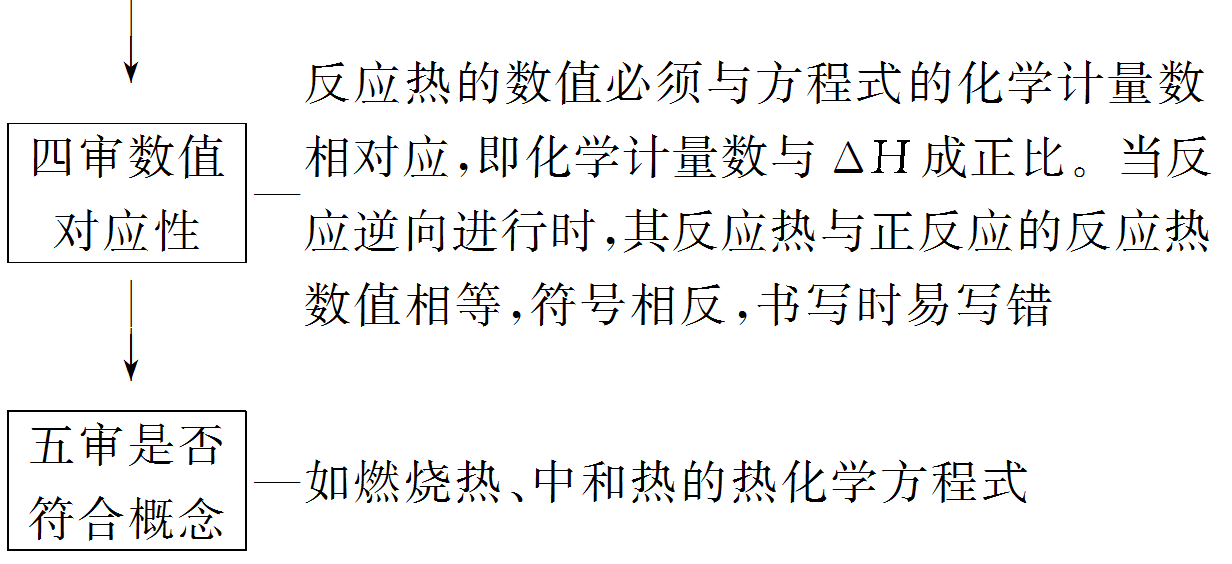 四审数值
对应性
反应热的数值必须与方程式的化学计量数
相对应,即化学计量数与 ΔH 成正比。当反
应逆向进行时,其反应热与正反应的反应热
数值相等,符号相反,书写时易写错
五审是否
符合概念
如燃烧热、中和热的热化学方程式